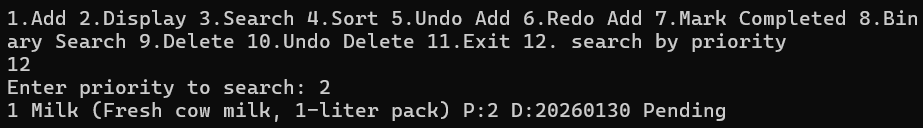 1.Add 2.Display 3.Search 4.Sort 5.Undo Add 6.Redo Add 7.Mark Completed 8.Bin
ary Search 9.Delete 10.Undo Delete 11.Exit 12. search by priority
12
Enter priority to search: 2
1 Milk (Fresh cow milk, 1-liter pack) P:2 D:20260130 Pending